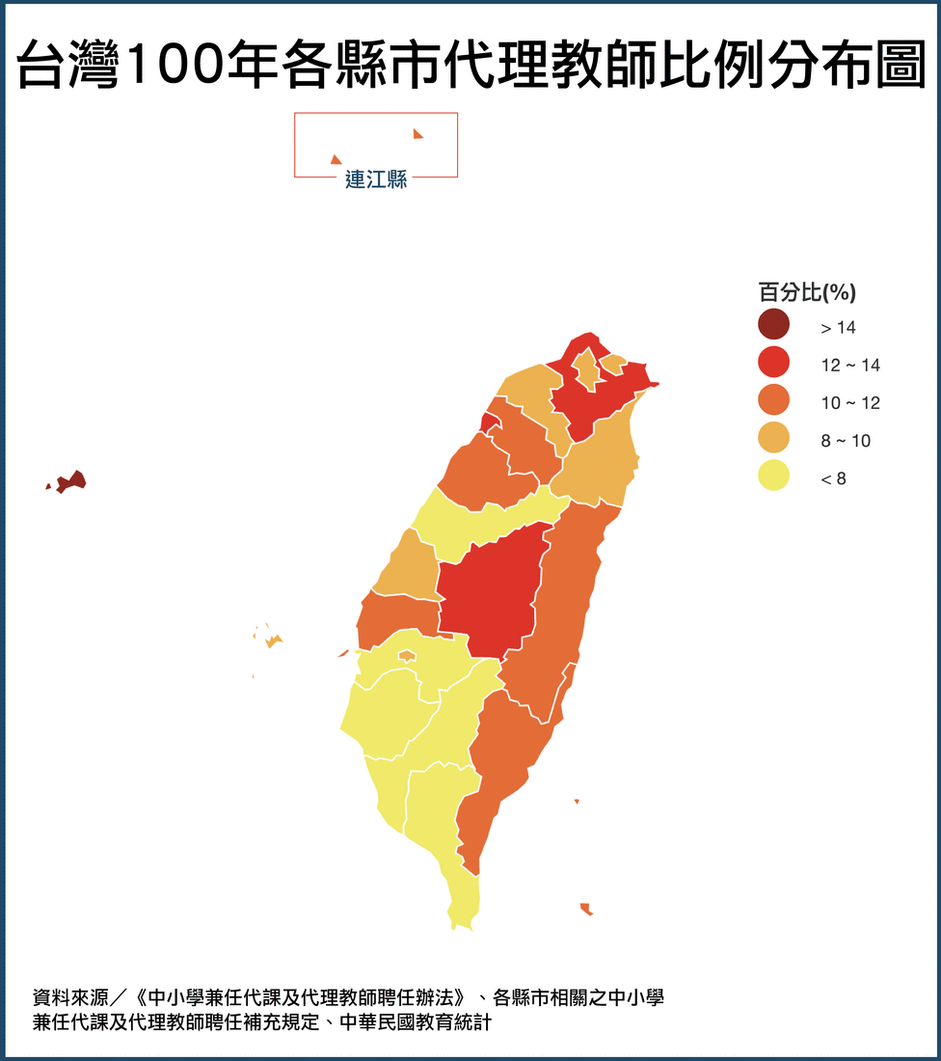 台灣100年各縣市代理教師比例分布圖
連江縣
百分比(%)
> 14
12 ~ 14
10 ~ 12
8 ~ 10
< 8
資料來源／《中小學兼任代課及代理教師聘任辦法》、各縣市相關之中小學
兼任代課及代理教師聘任補充規定、中華民國教育統計